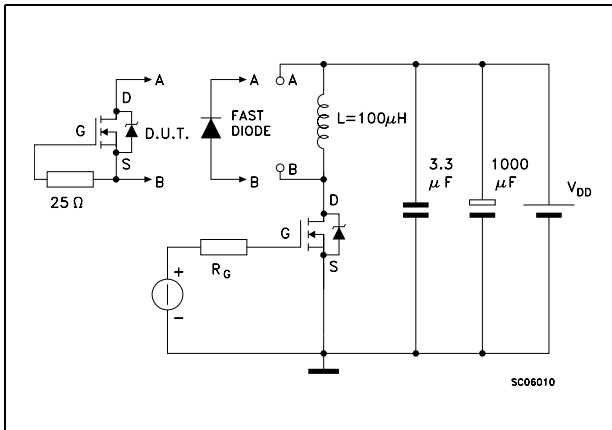 A
A
A
D
FAST
DIODE
G
D.U.T.
L=100μH
S
B
B
B
25 Ω
3.3
μF
1000
μF
V_DD
D
G
R_G
S
+
-
SC06010